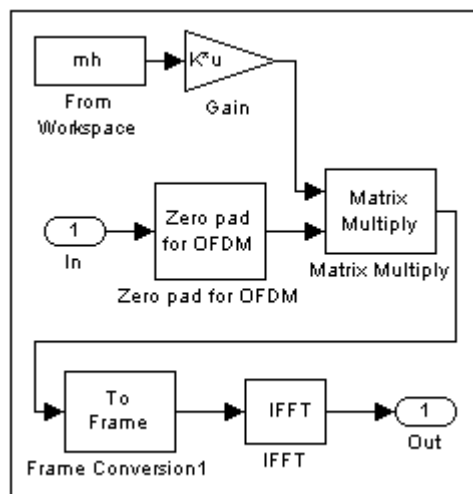 mh
K*u
From
Workspace
Gain
1
In
Zero pad
for OFDM
Zero pad for OFDM
Matrix
Multiply
Matrix Multiply
To
Frame
Frame Conversion1
IFFT
IFFT
1
Out